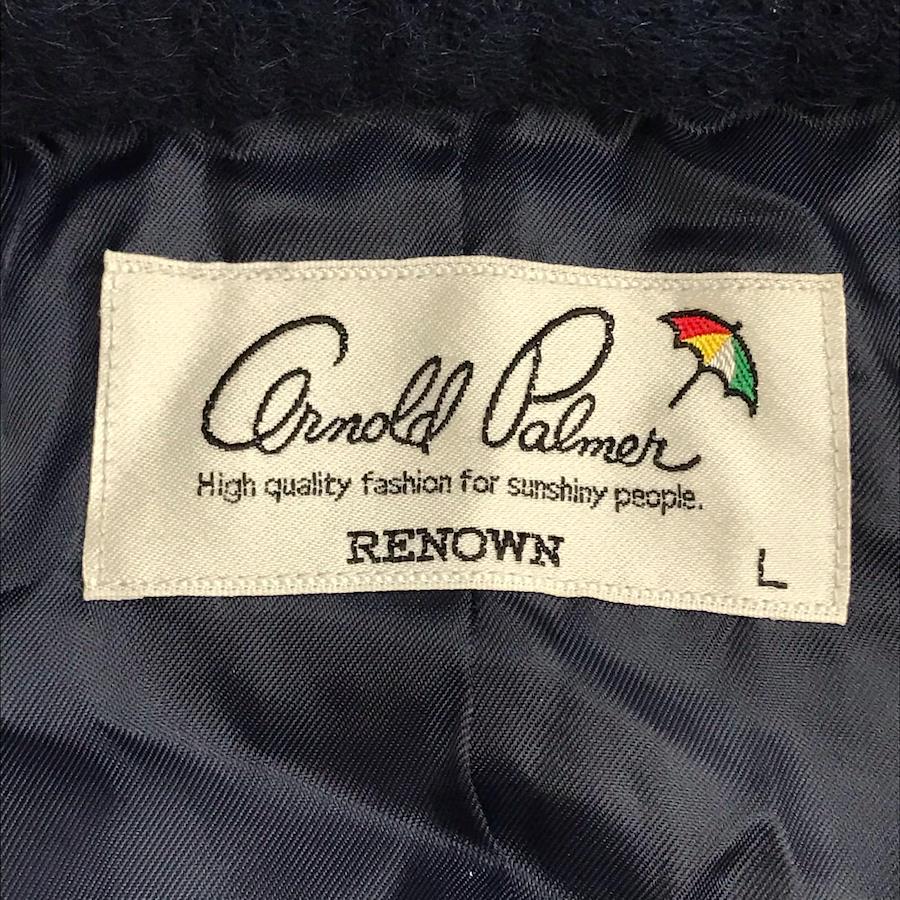 Arnold Palmer
High quality fashion for sunshiny people.
RENOWN
L